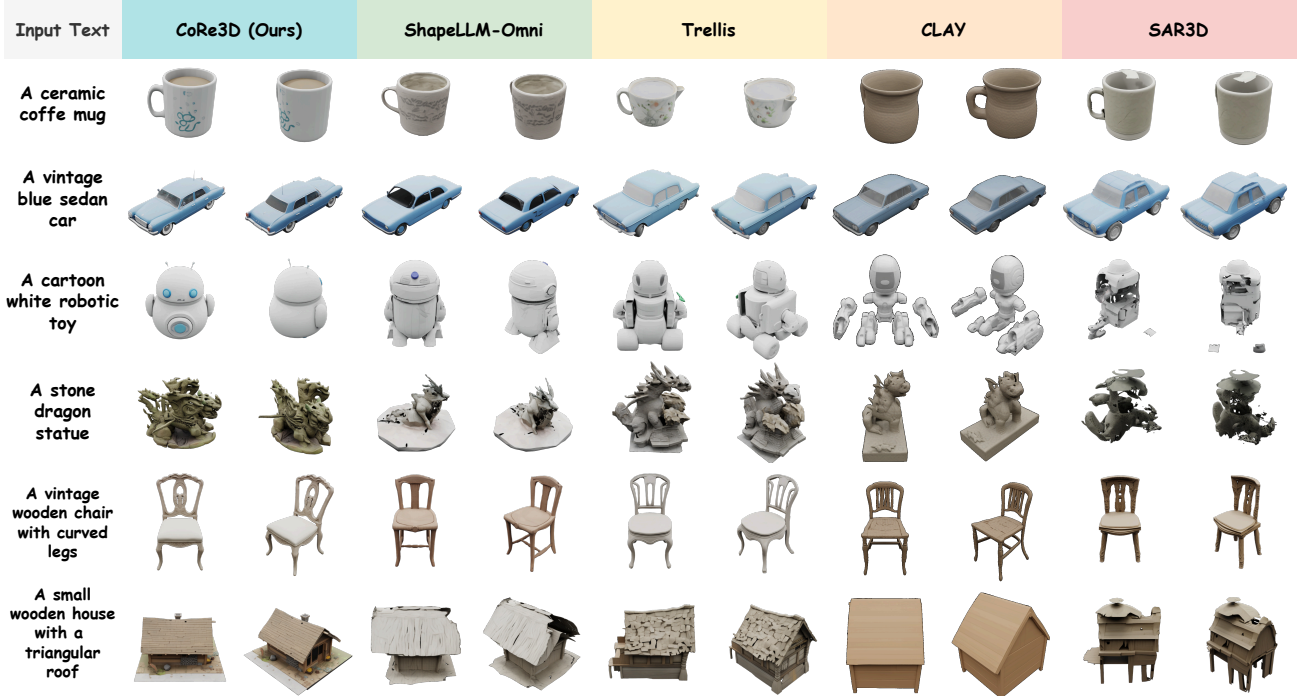 Input Text
CoRe3D (Ours)
ShapeLLM-Omni
Trellis
CLAY
SAR3D
A ceramic
coffe mug
A vintage
blue sedan
car
A cartoon
white robotic
toy
A stone
dragon
statue
A vintage
wooden chair
with curved
legs
A small
wooden house
with a
triangular
roof